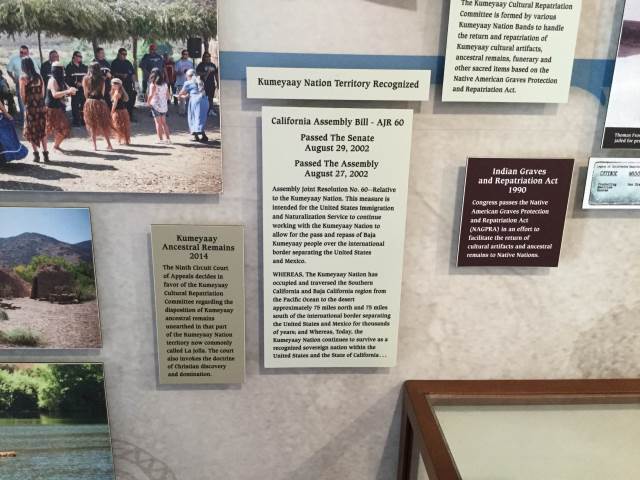 the Kumeyaay Cultural Repatriation
Committee is formed by various
Kumeyaay Nation Bands to handle
the return and repatriation of
Kumeyaay cultural artifacts,
ancestral remains, funerary and
other sacred items based on the
Native American Graves Protection
and Repatriation Act.
Kumeyaay Nation Territory Recognized
California Assembly Bill - AJR 60
Passed The Senate
August 29, 2002
Passed The Assembly
August 27, 2002
Assembly Joint Resolution No. 60—Relative
to the Kumeyaay Nation. This measure is
intended for the United States Immigration
and Naturalization Service to continue
working with the Kumeyaay Nation to
allow for the pass and repass of Baja
Kumeyaay people over the international
border separating the United States
and Mexico.
WHEREAS, The Kumeyaay Nation has
occupied and traversed the Southern
California and Baja California region from
the Pacific Ocean to the desert
approximately 75 miles north and 75 miles
south of the international border separating
the United States and Mexico for thousands
of years; and Whereas, Today, the
Kumeyaay Nation continues to survive as a
recognized sovereign nation within the
United States and the State of California. . .
Indian Graves
and Repatriation Act
1990
Congress passes the Native
American Graves Protection
and Repatriation Act
(NAGPRA) in an effort to
facilitate the return of
cultural artifacts and ancestral
remains to Native Nations.
Kumeyaay
Ancestral Remains
2014
The Ninth Circuit Court
of Appeals decides in
favor of the Kumeyaay
Cultural Repatriation
Committee regarding the
disposition of Kumeyaay
ancestral remains
unearthed in that part
of the Kumeyaay Nation
territory now commonly
called La Jolla. The court
also invokes the doctrine
of Christian discovery
and domination.
Thomas
jailed for